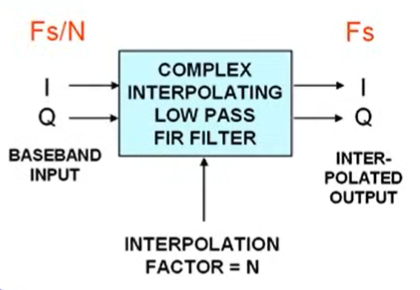 Fs/N
Fs
COMPLEX
INTERPOLATING
LOW PASS
FIR FILTER
I
Q
I
Q
BASEBAND
INPUT
INTER-
POLATED
OUTPUT
INTERPOLATION
FACTOR = N